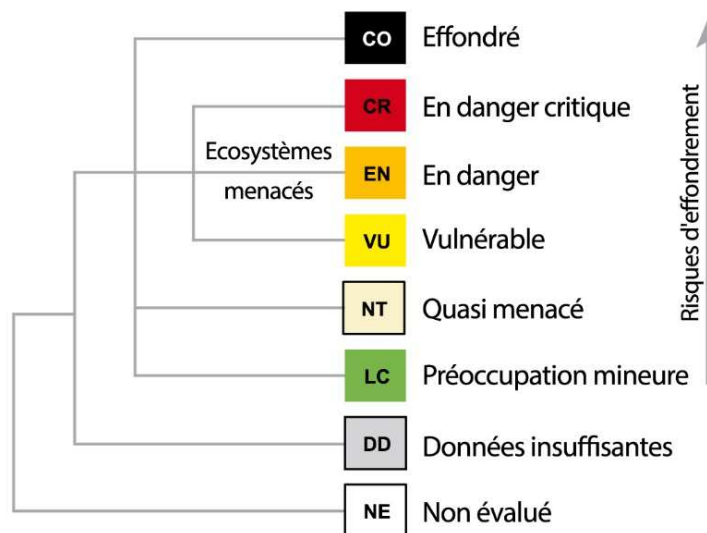 CO Effondré
CR En danger critique
Ecosystèmes
menacés
EN En danger
VU Vulnérable
NT Quasi menacé
LC Préoccupation mineure
DD Données insuffisantes
NE Non évalué
Risques d'effondrement